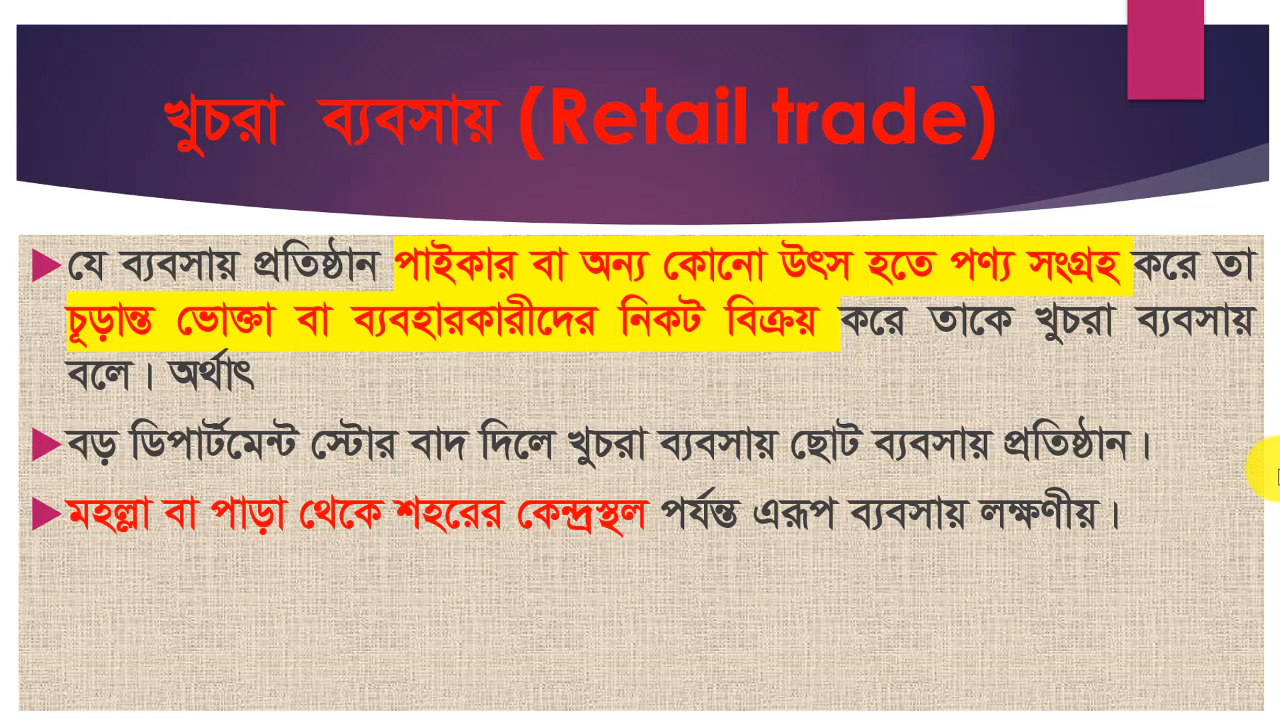 খুচরা ব্যবসায় (Retail trade)
যে ব্যবসায় প্রতিষ্ঠান পাইকার বা অন্য কোনো উৎস হতে পণ্য সংগ্রহ করে তা
চূড়ান্ত ভোক্তা বা ব্যবহারকারীদের নিকট বিক্রয় করে তাকে খুচরা ব্যবসায়
বলে। অর্থাৎ
বড় ডিপার্টমেন্ট স্টোর বাদ দিলে খুচরা ব্যবসায় ছোট ব্যবসায় প্রতিষ্ঠান।
মহল্লা বা পাড়া থেকে শহরের কেন্দ্রস্থল পর্যন্ত এরূপ ব্যবসায় লক্ষণীয়।